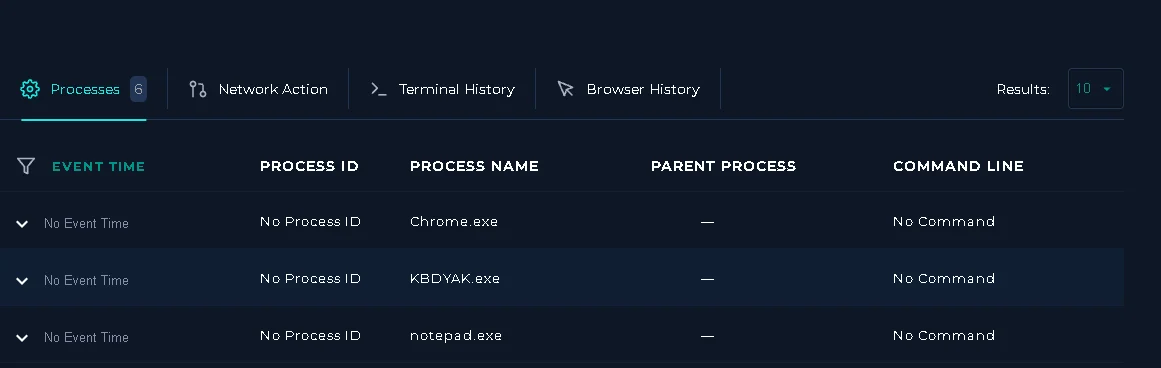 Processes 6 Network Action Terminal History Browser History Results: 10
EVENT TIME PROCESS ID PROCESS NAME PARENT PROCESS COMMAND LINE
No Event Time No Process ID Chrome.exe — No Command
No Event Time No Process ID KBDYAK.exe — No Command
No Event Time No Process ID notepad.exe — No Command